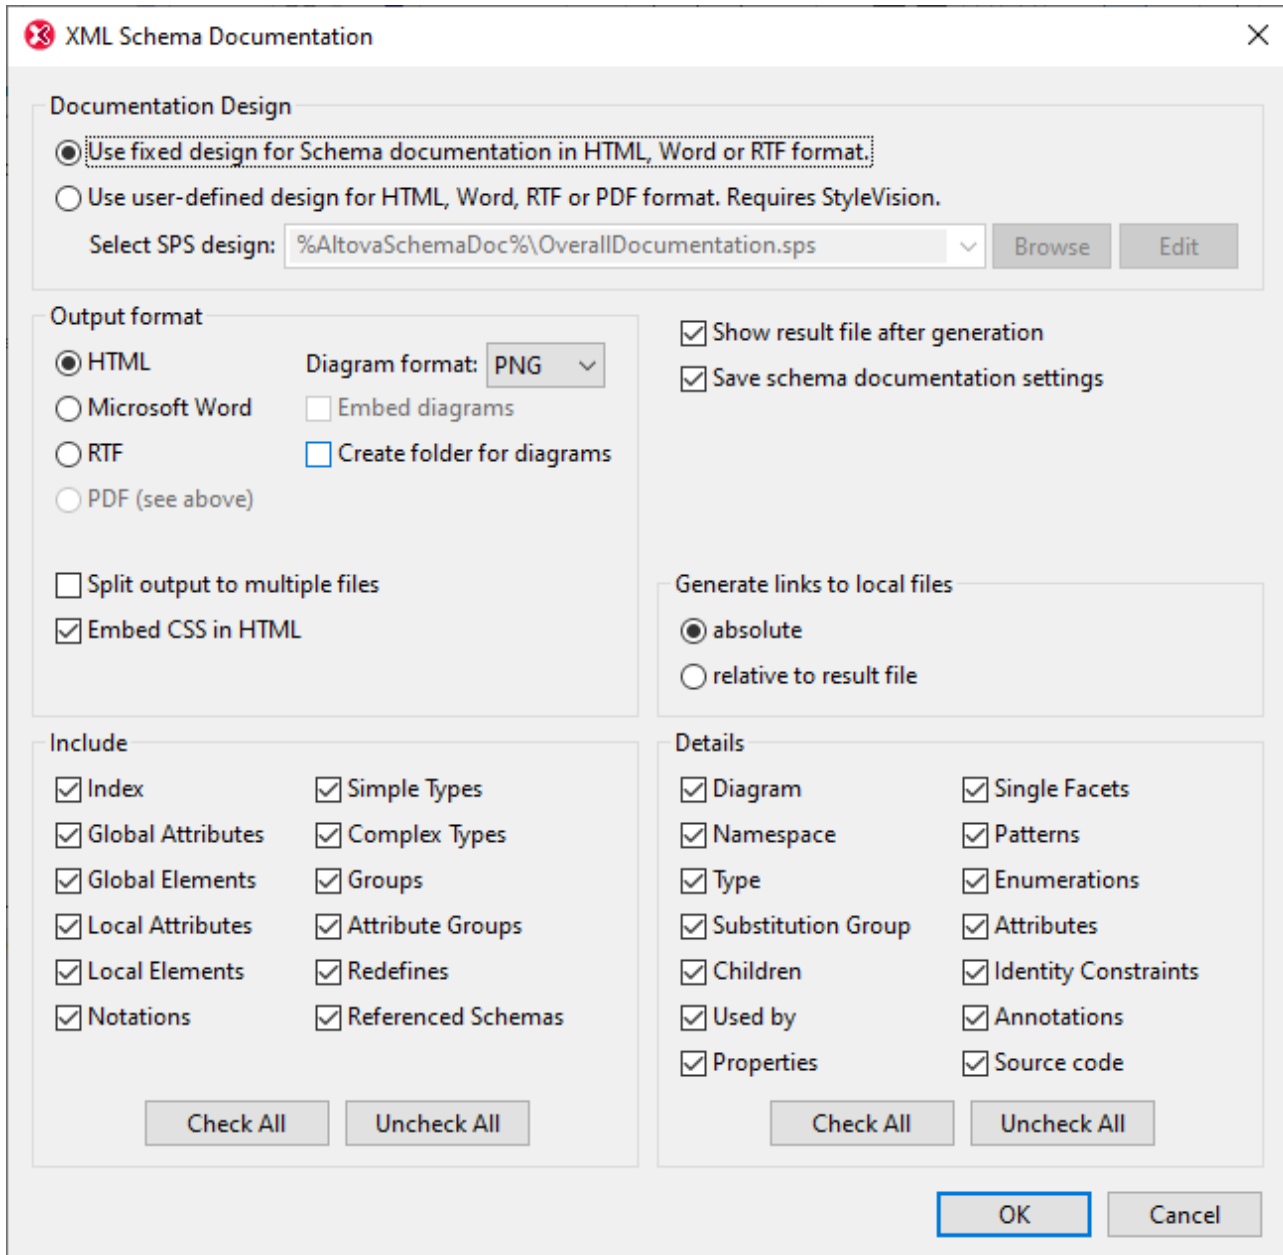 XML Schema Documentation
Documentation Design
Use fixed design for Schema documentation in HTML, Word or RTF format.
Use user-defined design for HTML, Word, RTF or PDF format. Requires StyleVision.
Select SPS design: %AltovaSchemaDoc%\OverallDocumentation.sps Browse Edit
Output format
HTML Diagram format: PNG
Microsoft Word Embed diagrams
RTF Create folder for diagrams
PDF (see above)
Split output to multiple files
Embed CSS in HTML
Show result file after generation
Save schema documentation settings
Generate links to local files
absolute
relative to result file
Include
Index Simple Types
Global Attributes Complex Types
Global Elements Groups
Local Attributes Attribute Groups
Local Elements Redefines
Notations Referenced Schemas
Check All Uncheck All
Details
Diagram Single Facets
Namespace Patterns
Type Enumerations
Substitution Group Attributes
Children Identity Constraints
Used by Annotations
Properties Source code
Check All Uncheck All
OK Cancel